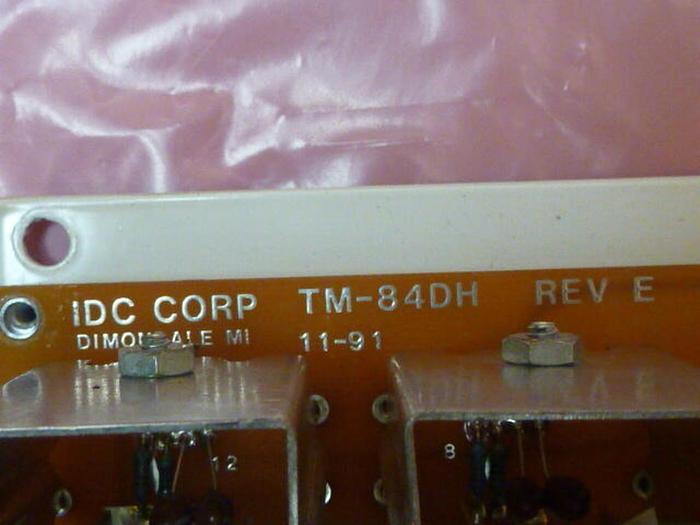 IDC CORP TM-84DH REV E
MI 11-91
12 8